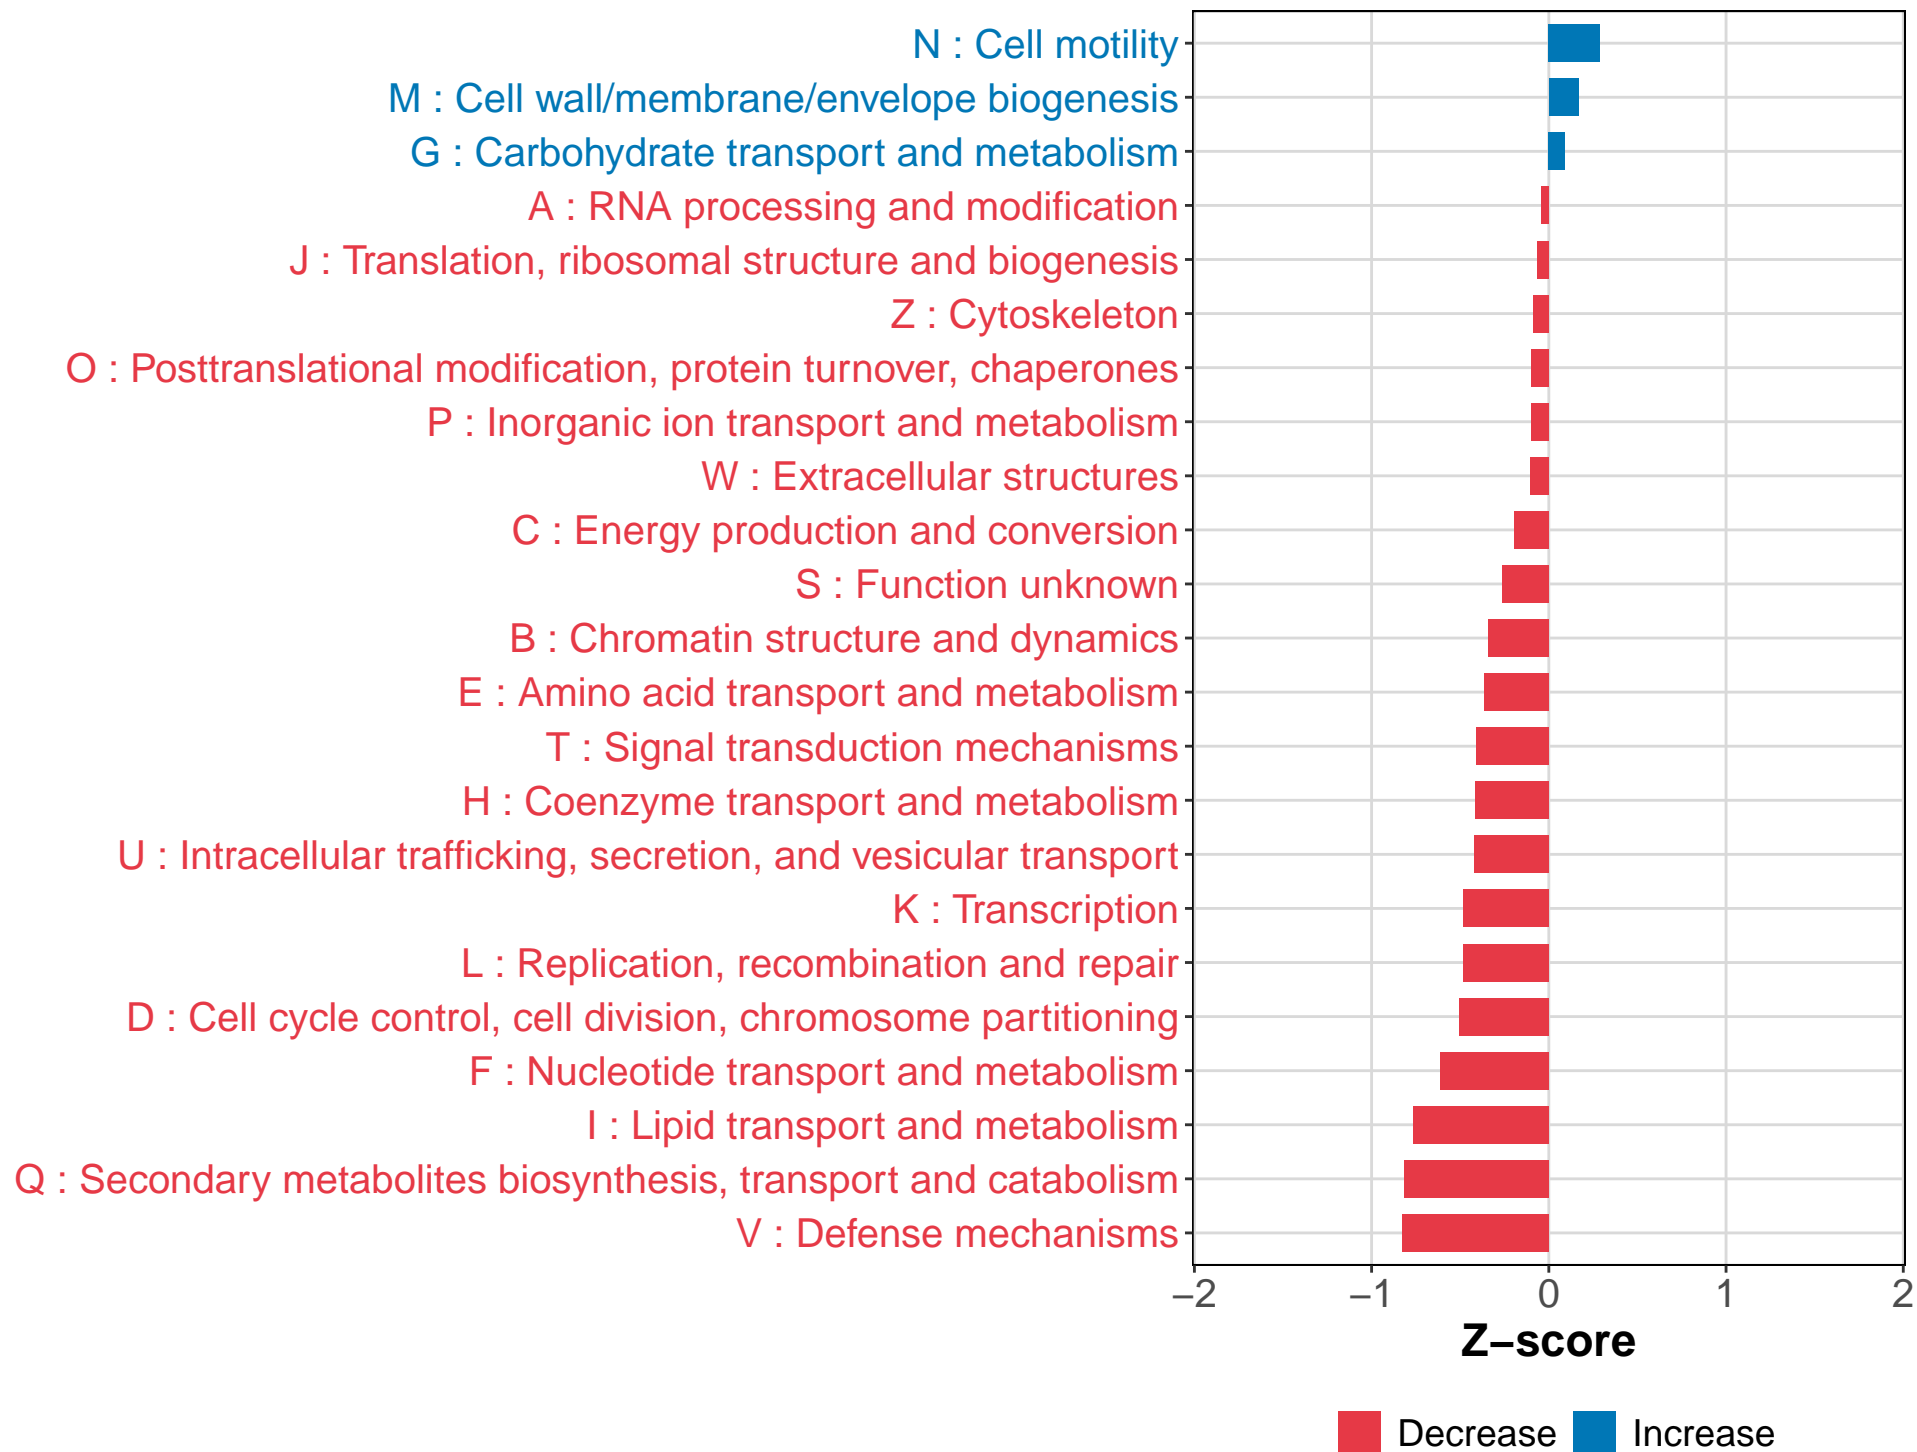 N : Cell motility
M : Cell wall/membrane/envelope biogenesis
G : Carbohydrate transport and metabolism
A : RNA processing and modification
J : Translation, ribosomal structure and biogenesis
Z : Cytoskeleton
O : Posttranslational modification, protein turnover, chaperones
P : Inorganic ion transport and metabolism
W : Extracellular structures
C : Energy production and conversion
S : Function unknown
B : Chromatin structure and dynamics
E : Amino acid transport and metabolism
T : Signal transduction mechanisms
H : Coenzyme transport and metabolism
U : Intracellular trafficking, secretion, and vesicular transport
K : Transcription
L : Replication, recombination and repair
D : Cell cycle control, cell division, chromosome partitioning
F : Nucleotide transport and metabolism
I : Lipid transport and metabolism
Q : Secondary metabolites biosynthesis, transport and catabolism
V : Defense mechanisms
−2 −1 0 1 2
Z−score
Decrease Increase